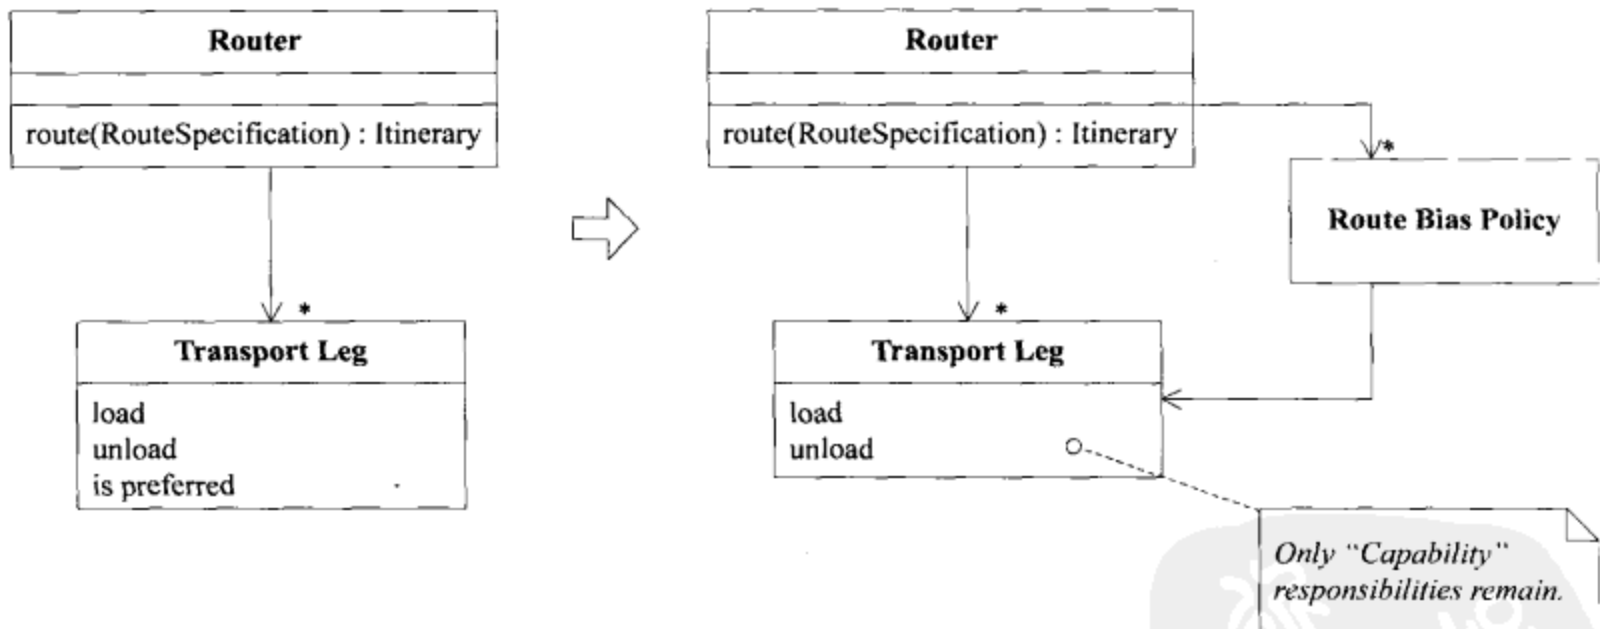 Router
route(RouteSpecification) : Itinerary
*
Transport Leg
load
unload
is preferred
Router
route(RouteSpecification) : Itinerary
*
Route Bias Policy
*
Transport Leg
load
unload
Only “Capability”
responsibilities remain.